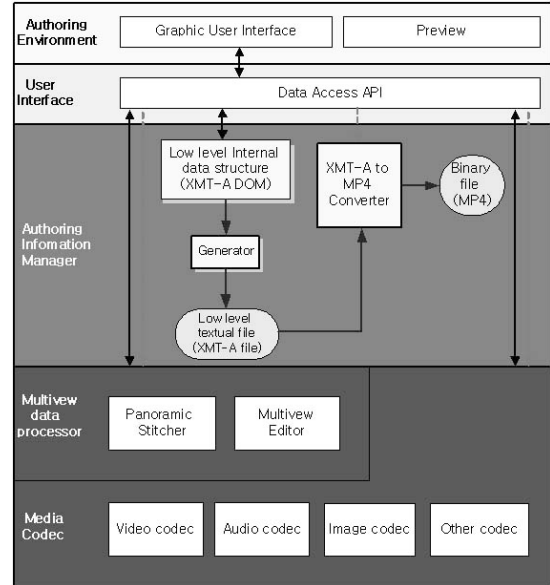 Authoring
Environment
Graphic User Interface
Preview
User
Interface
Data Access API
Low level Internal
data structure
(XMT-A DOM)
XMT-A to
MP4
Converter
Binary
file
(MP4)
Authoring
Infomation
Manager
Generator
Low level
textual file
(XMT-A file)
Multivew
data
processor
Panoramic
Stitcher
Multivew
Editor
Media
Codec
Video codec
Audio codec
Image codec
Other codec